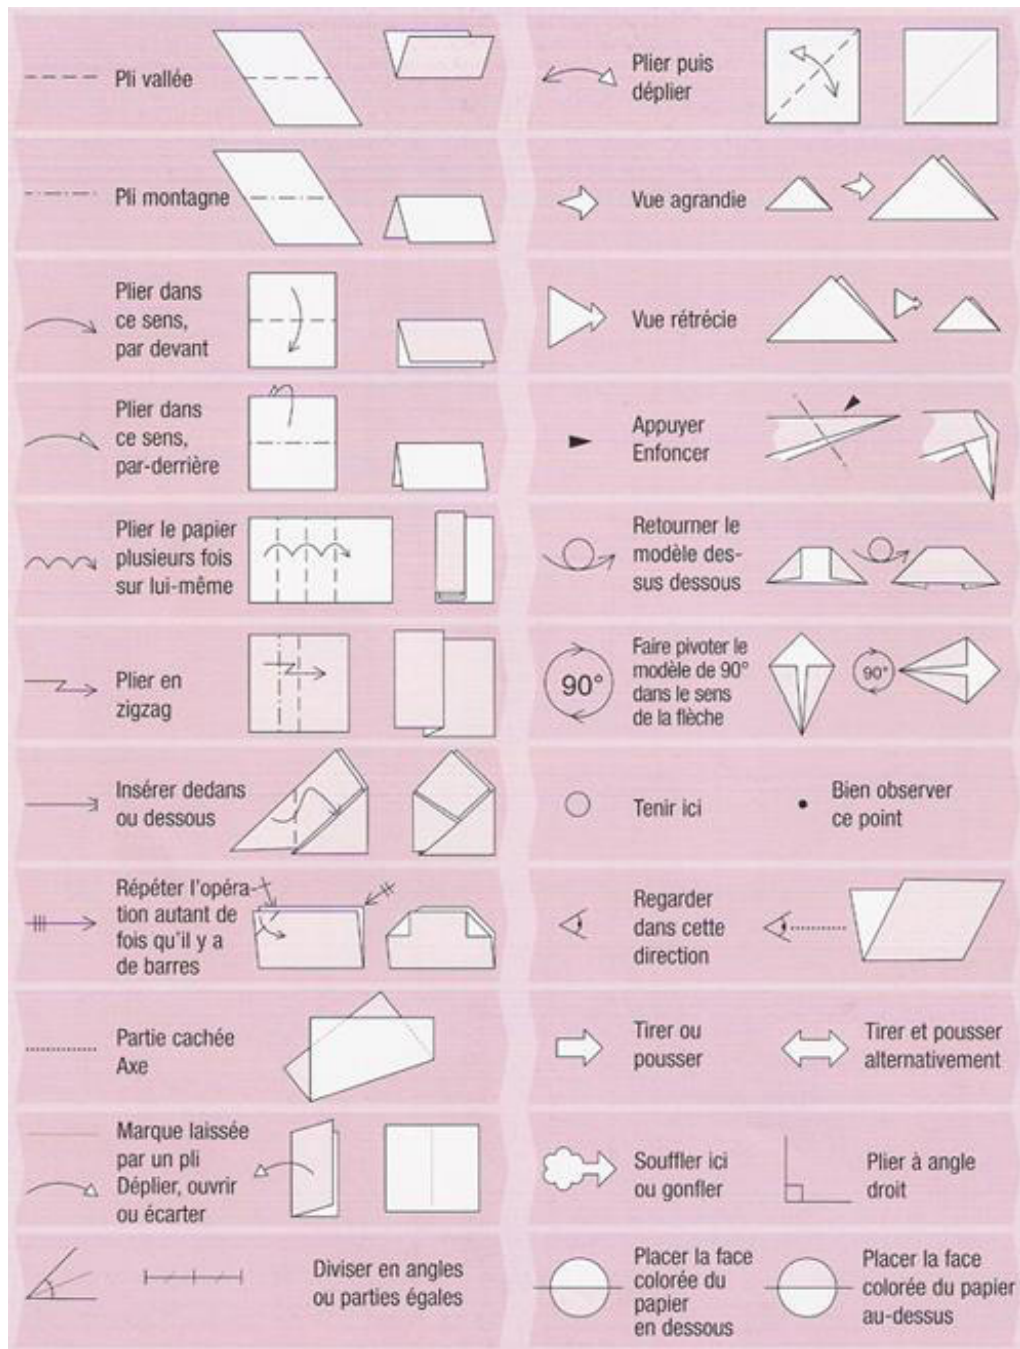 Pli vallée
Pli montagne
Plier dans
ce sens,
par devant
Plier dans
ce sens,
par-derrière
Plier le papier
plusieurs fois
sur lui-même
Plier en
zigzag
Insérer dedans
ou dessous
Répéter l'opéra-
tion autant de
fois qu'il y a
de barres
Partie cachée
Axe
Marque laissée
par un pli
Déplier, ouvrir
ou écarter
Diviser en angles
ou parties égales
Plier puis
déplier
Vue agrandie
Vue rétrécie
Appuyer
Enfoncer
Retourner le
modèle des-
sus dessous
90°
Faire pivoter le
modèle de 90°
dans le sens
de la flèche
90°
Tenir ici
Bien observer
ce point
Regarder
dans cette
direction
Tirer ou
pousser
Tirer et pousser
alternativement
Souffler ici
ou gonfler
Plier à angle
droit
Placer la face
colorée du
papier
en dessous
Placer la face
colorée du papier
au-dessus